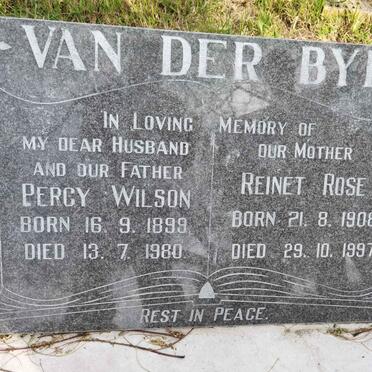 VAN DER BY
IN LOVING MEMORY OF
MY DEAR HUSBAND
AND OUR FATHER
PERCY WILSON
BORN 16. 9. 1899
DIED 13. 7. 1980
OUR MOTHER
REINET ROSE
BORN 21. 8. 1908
DIED 29. 10. 1997
REST IN PEACE.